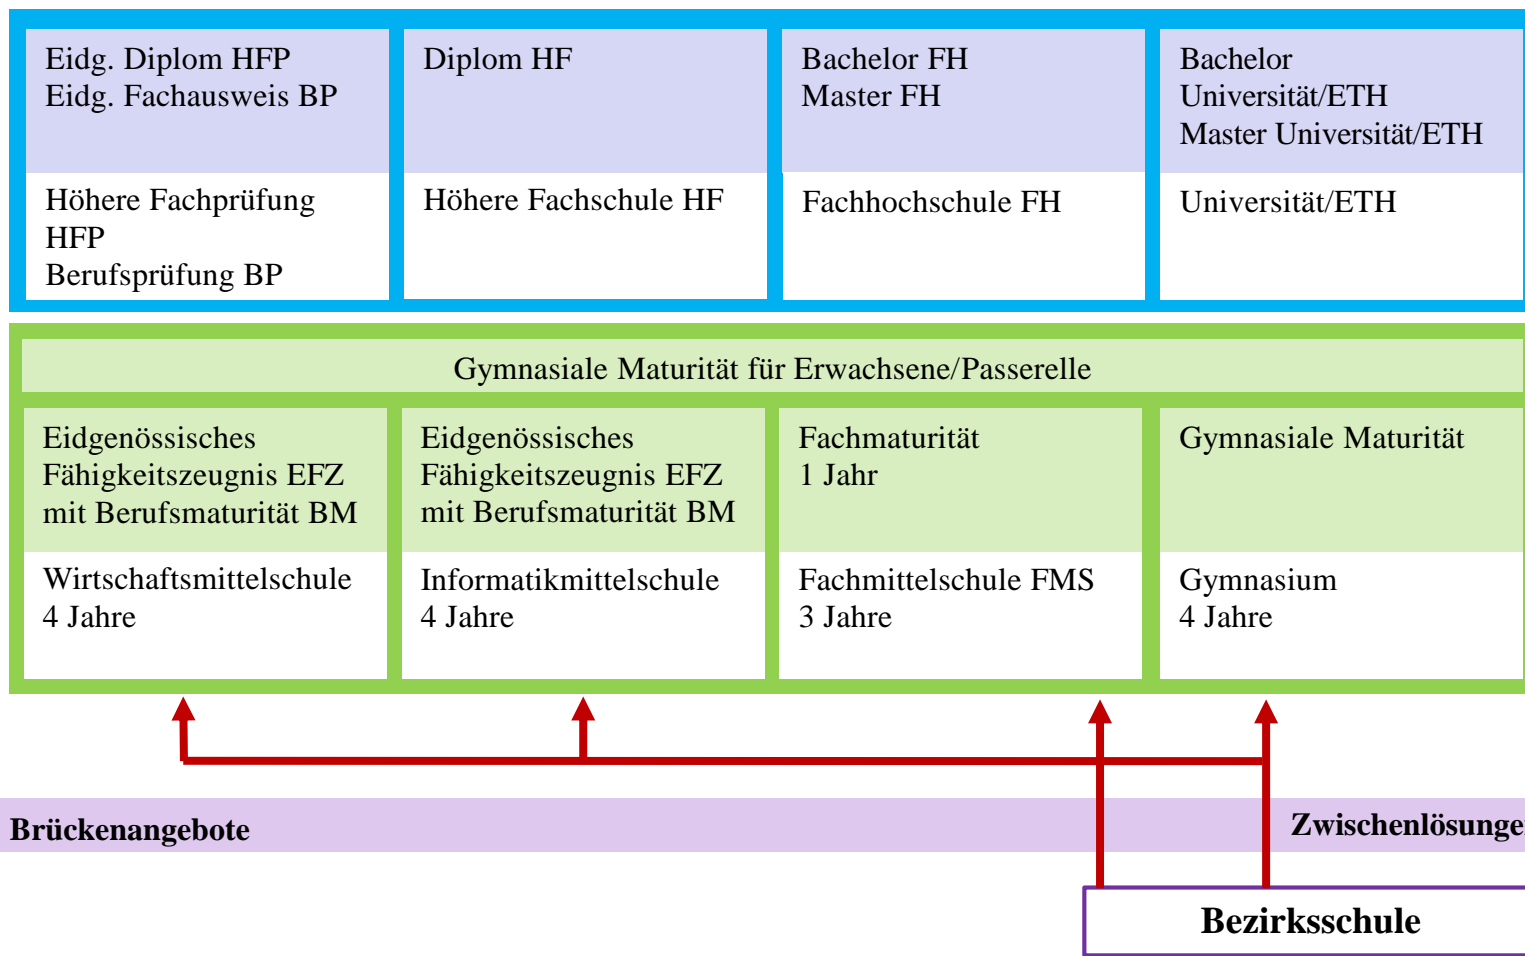 Eidg. Diplom HFP
Eidg. Fachausweis BP
Diplom HF
Bachelor FH
Master FH
Bachelor
Universität/ETH
Master Universität/ETH
Höhere Fachprüfung
HFP
Berufsprüfung BP
Höhere Fachschule HF
Fachhochschule FH
Universität/ETH
Gymnasiale Maturität für Erwachsene/Passerelle
Eidgenössisches
Fähigkeitszeugnis EFZ
mit Berufsmaturität BM
Eidgenössisches
Fähigkeitszeugnis EFZ
mit Berufsmaturität BM
Fachmaturität
1 Jahr
Gymnasiale Maturität
Wirtschaftsmittelschule
4 Jahre
Informatikmittelschule
4 Jahre
Fachmittelschule FMS
3 Jahre
Gymnasium
4 Jahre
Brückenangebote
Zwischenlösunge
Bezirksschule